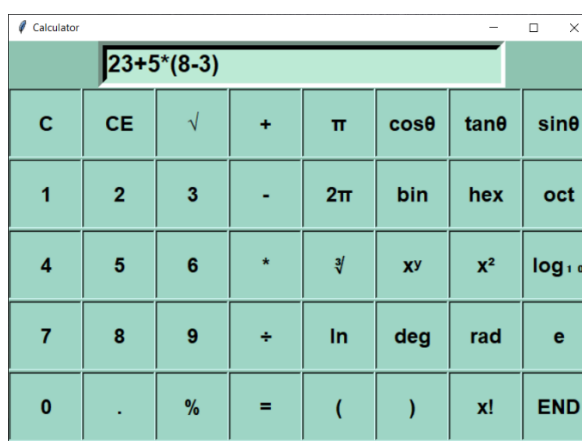 Calculator
23+5*(8-3)
C CE √ + π cosθ tanθ sinθ
1 2 3 - 2π bin hex oct
4 5 6 * ∛ xʸ x² log₁₀
7 8 9 ÷ ln deg rad e
0 . % = ( ) x! END